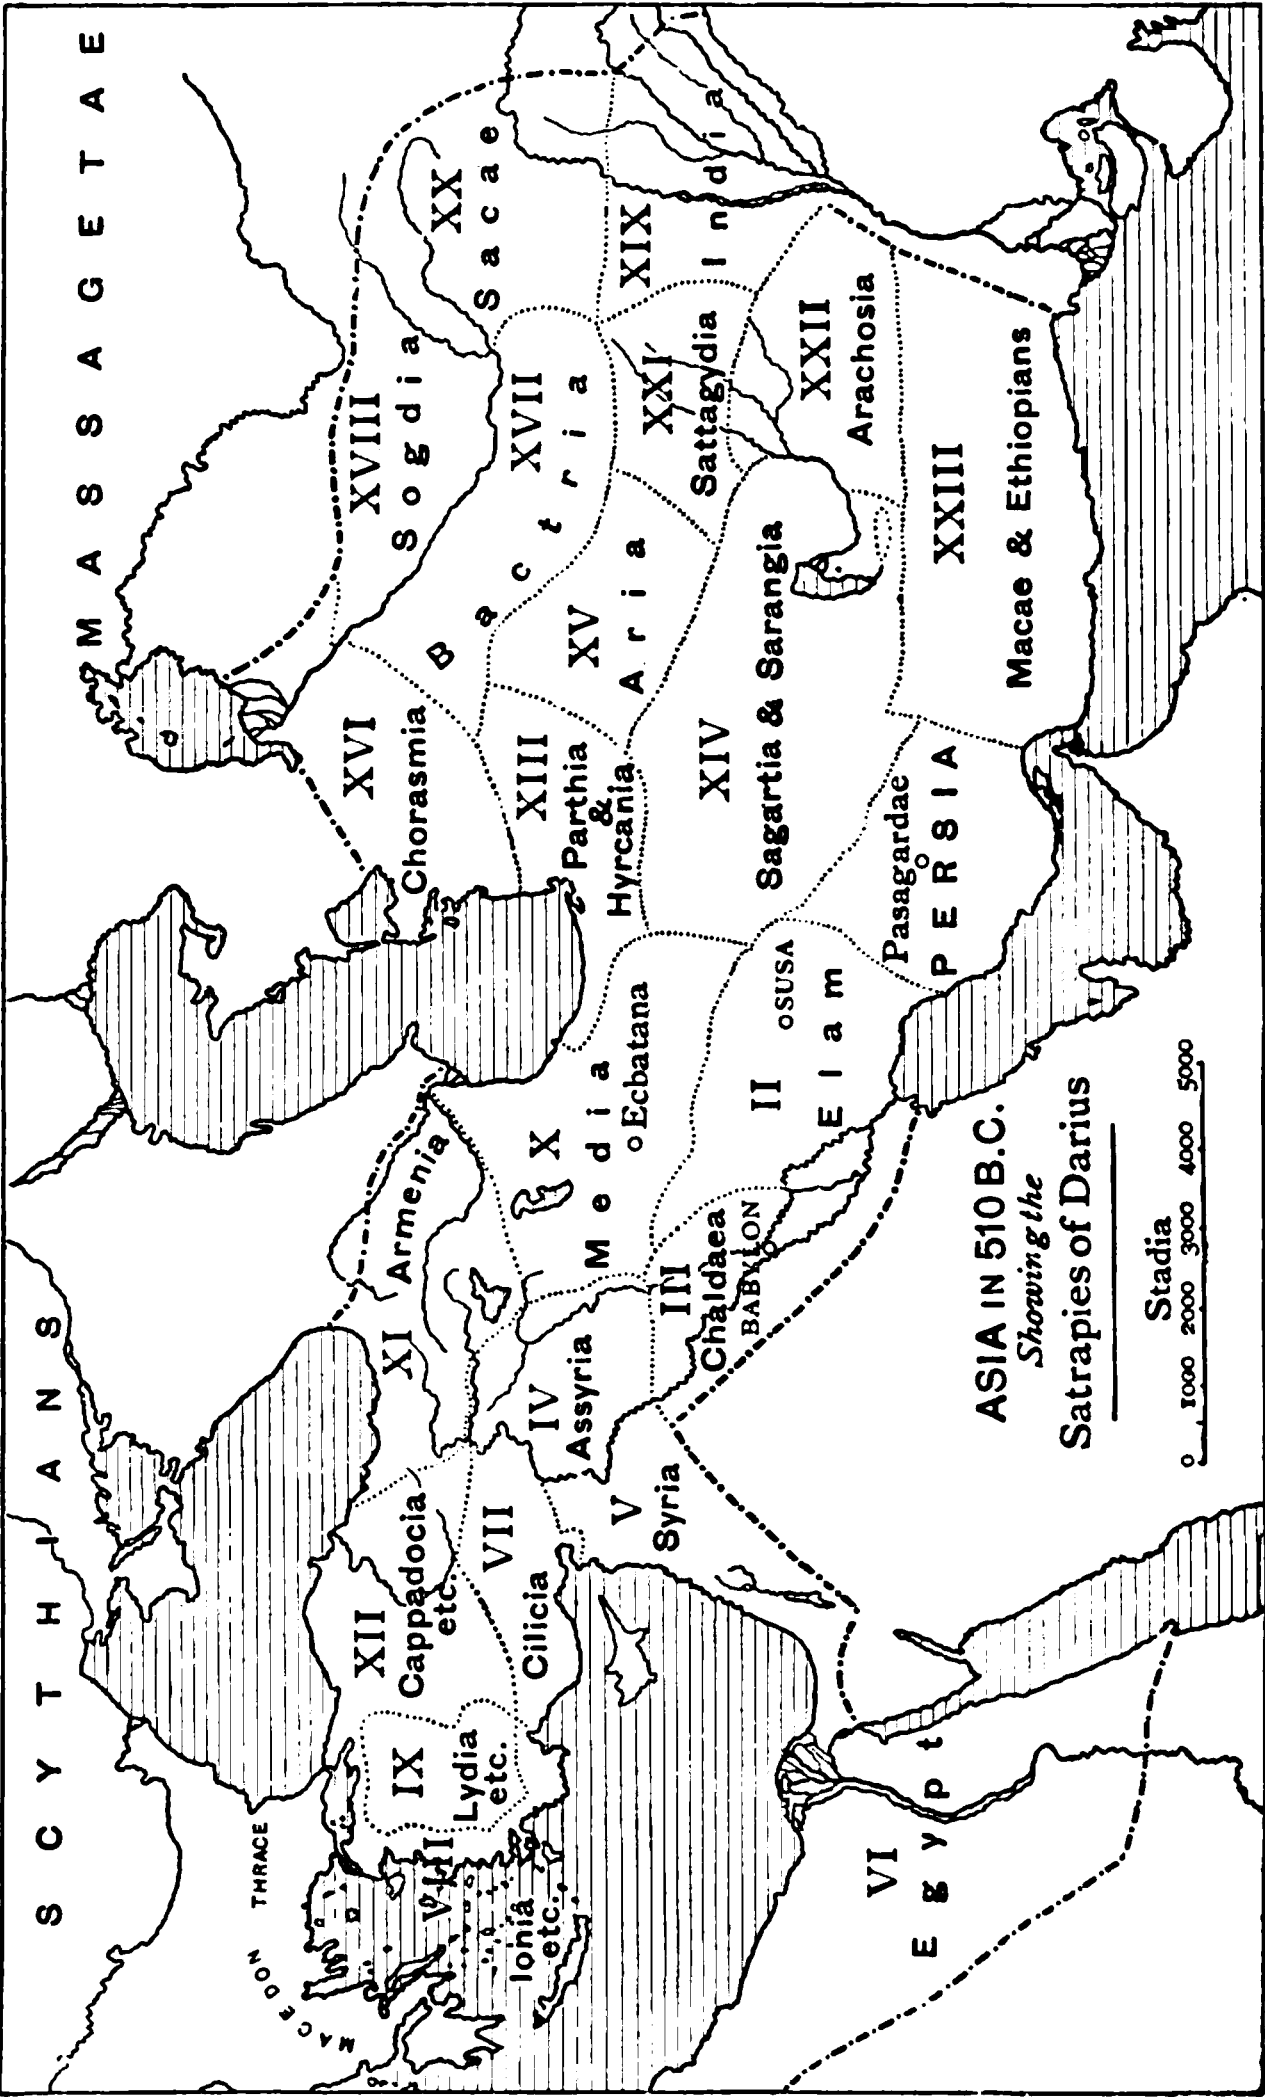 SCYTHIANS
MASSAGETAE
THRACE
MACEDON
VIII
Ionia
etc.
IX
Lydia
etc.
XII
Cappadocia
etc.
VII
Cilicia
XI
Armenia
IV
Assyria
V
Syria
VI
Egypt
III
Chaldaea
BABYLON
X
Media
Ecbatana
II
SUSA
Elam
XVI
Chorasmia
XIII
Parthia
&
Hyrcania
XIV
Sagartia & Sarangia
Pasagardae
PERSIA
XV
Aria
XVII
Bactria
XVIII
Sogdia
XX
Sacae
XIX
India
XXI
Sattagydia
XXII
Arachosia
XXIII
Macae & Ethiopians
ASIA IN 510 B.C.
Showing the
Satrapies of Darius
Stadia
0 1000 2000 3000 4000 5000